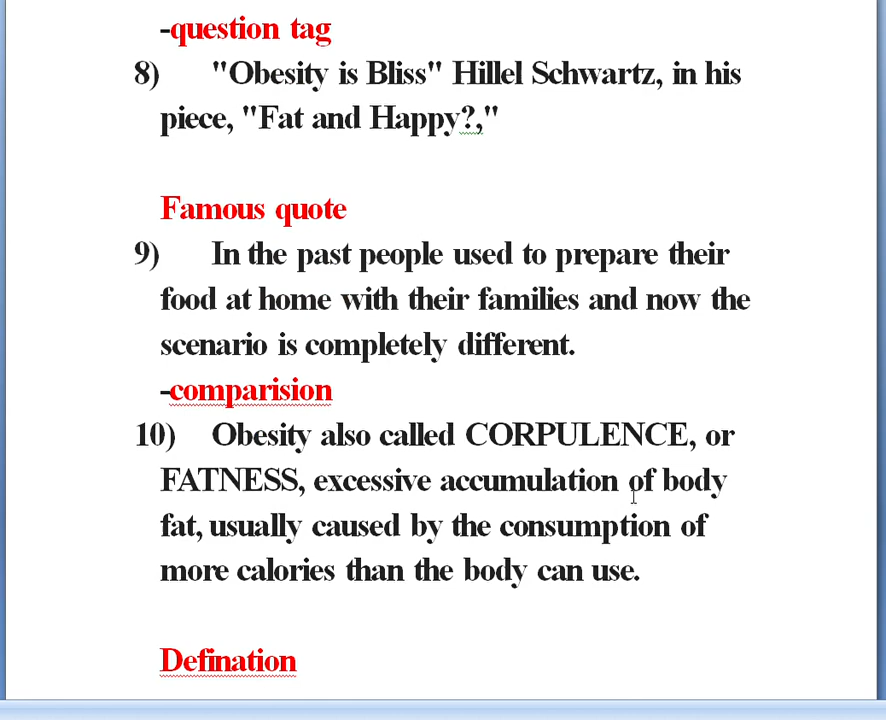 -question tag
8) "Obesity is Bliss" Hillel Schwartz, in his
piece, "Fat and Happy?,"
Famous quote
9) In the past people used to prepare their
food at home with their families and now the
scenario is completely different.
-comparision
10) Obesity also called CORPULENCE, or
FATNESS, excessive accumulation of body
fat, usually caused by the consumption of
more calories than the body can use.
Defination